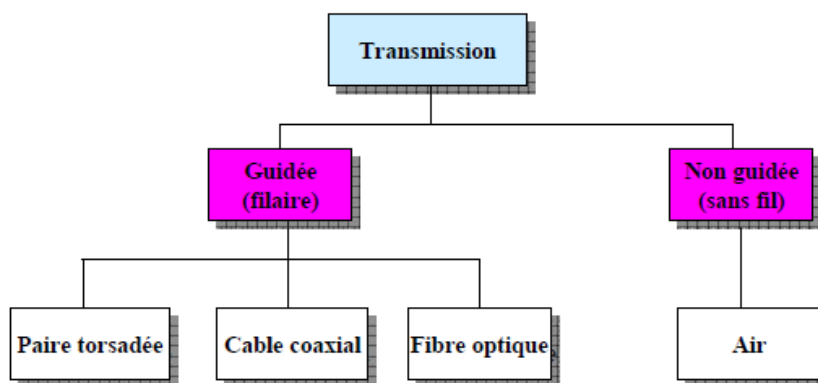 Transmission
Guidée
(filaire)
Non guidée
(sans fil)
Paire torsadée
Cable coaxial
Fibre optique
Air